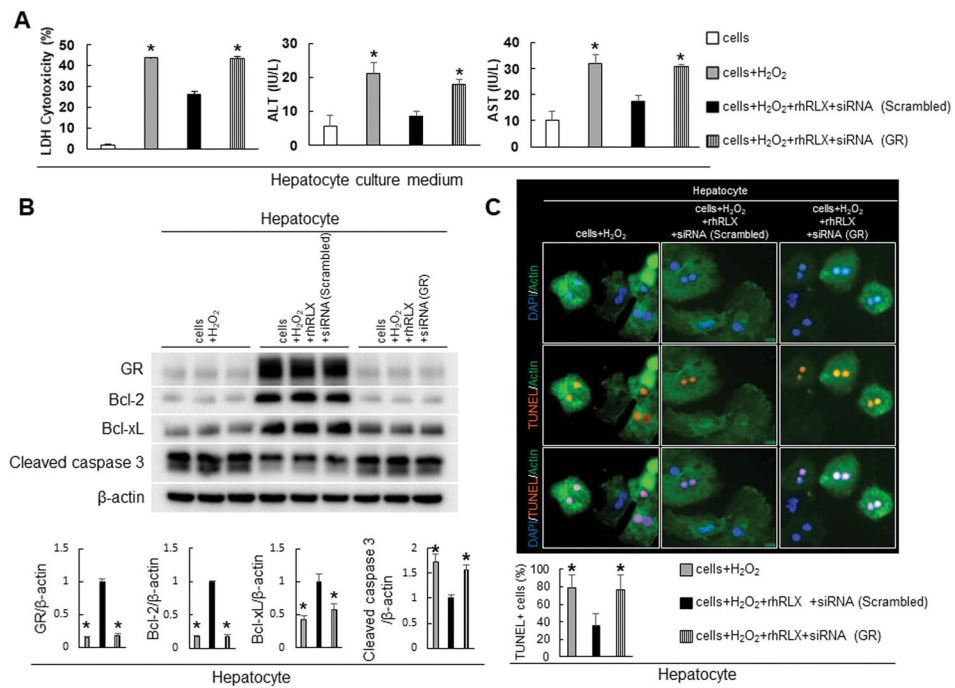 A
LDH Cytotoxicity (%)
50
40
30
20
10
0
*
*
ALT (IU/L)
30
20
10
0
*
*
AST (IU/L)
40
30
20
10
0
*
*
cells
cells+H₂O₂
cells+H₂O₂+rhRLX+siRNA (Scrambled)
cells+H₂O₂+rhRLX+siRNA (GR)
Hepatocyte culture medium
B
Hepatocyte
cells
+H₂O₂
cells
+H₂O₂
+rhRLX
+siRNA (Scrambled)
cells
+H₂O₂
+rhRLX
+siRNA (GR)
GR
Bcl-2
Bcl-xL
Cleaved caspase 3
β-actin
GR/β-actin
1.5
1
0.5
0
*
*
Bcl-2/β-actin
1.5
1
0.5
0
*
*
Bcl-xL/β-actin
1.5
1
0.5
0
*
*
Cleaved caspase 3
/β-actin
2
1.5
1
0.5
0
*
*
Hepatocyte
C
Hepatocyte
cells+H₂O₂
cells+H₂O₂
+rhRLX
+siRNA (Scrambled)
cells+H₂O₂
+rhRLX
+siRNA (GR)
DAPI/Actin
TUNEL/Actin
DAPI/TUNEL/Actin
TUNEL+ cells (%)
100
80
60
40
20
0
*
*
cells+H₂O₂
cells+H₂O₂+rhRLX +siRNA (Scrambled)
cells+H₂O₂+rhRLX+siRNA (GR)
Hepatocyte